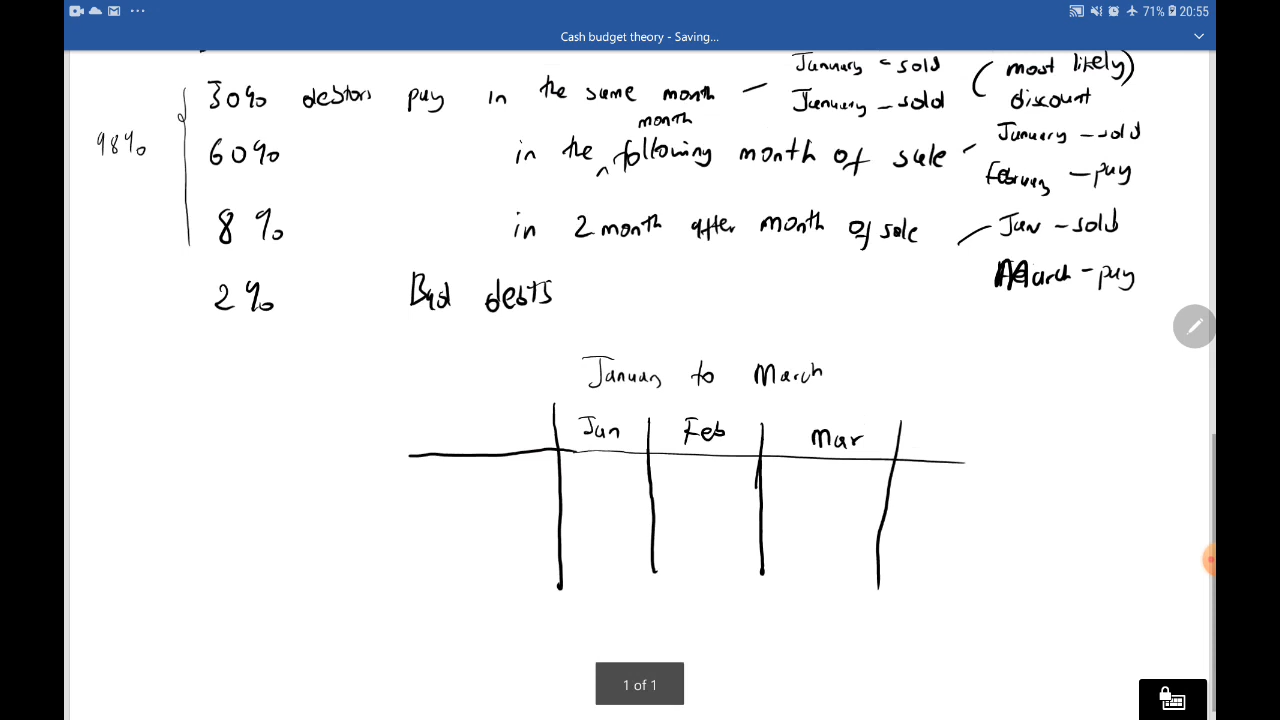 71% 20:55
Cash budget theory - Saving...
30% debtors pay in the same month – January - sold (most likely)
January - sold discount
98%
month
60% in the ^ following month of sale - January - sold
February - pay
8% in 2 month after month of sale – Jan - sold
March - pay
2% Bad debts
January to March
Jan Feb Mar
1 of 1